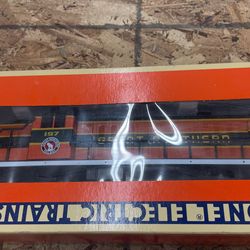 197
GREAT NORTHERN
ONEL ELECTRIC TRAINS